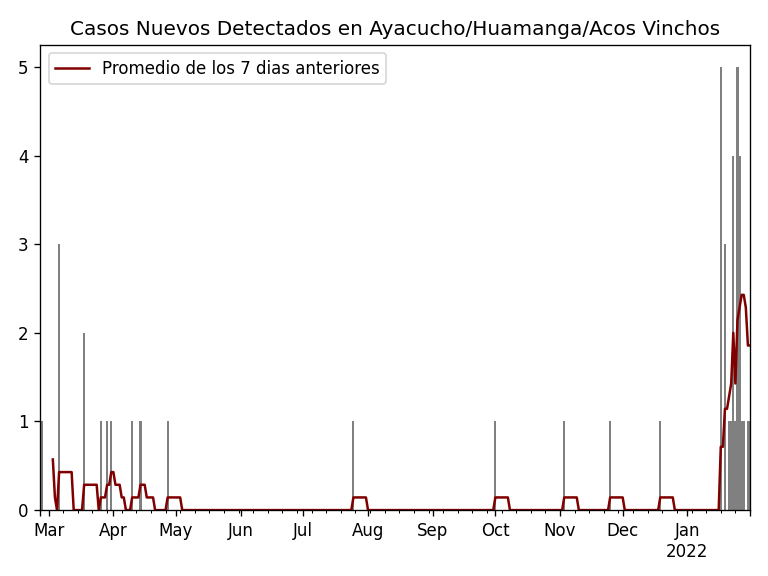 Casos Nuevos Detectados en Ayacucho/Huamanga/Acos Vinchos
Promedio de los 7 dias anteriores
5
4
3
2
1
0
Mar Apr May Jun Jul Aug Sep Oct Nov Dec Jan
2022